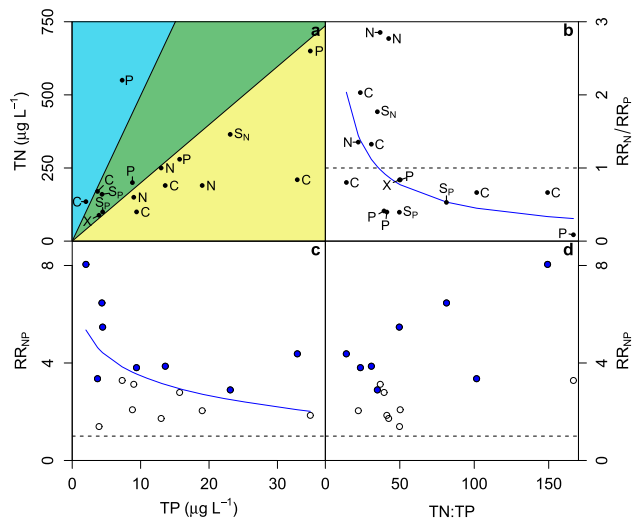 750
500
250
0
TN (µg L⁻¹)
a
P
P
S_N
P
P
N
C
C
S_P
C
N
N
S_P
C
X
C
b
N
N
C
S_N
N
C
C
P
X
C
C
S_P
P
P
S_P
P
3
2
1
0
RR_N/RR_P
c
8
4
0
RR_NP
0
10
20
30
TP (µg L⁻¹)
d
8
4
0
RR_NP
0
50
100
150
TN:TP